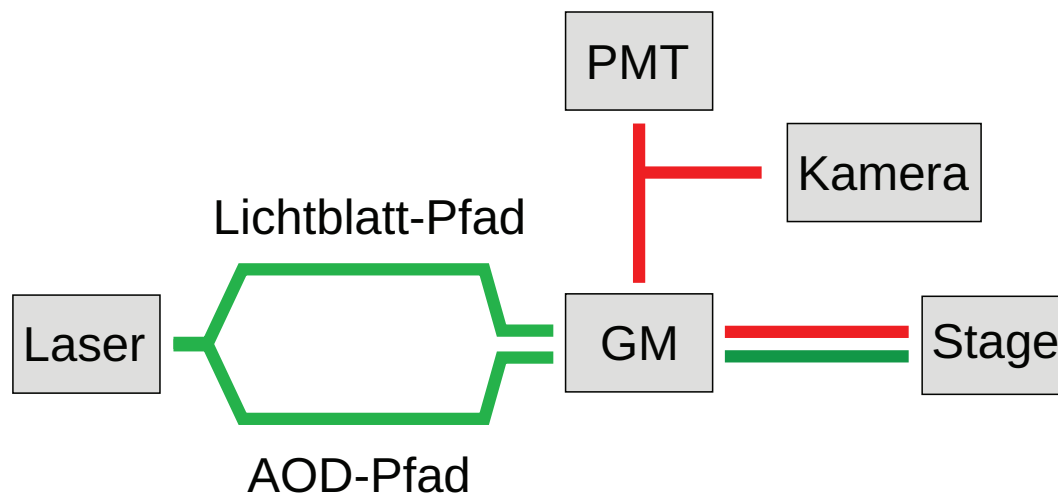 PMT
Kamera
Lichtblatt-Pfad
Laser
GM
Stage
AOD-Pfad